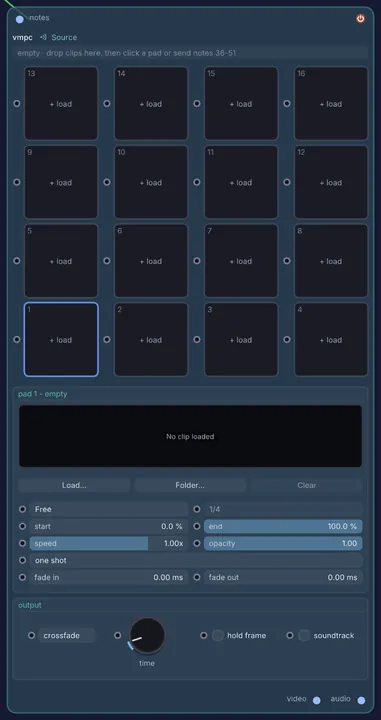 notes
vmpc Source
empty - drop clips here, then click a pad or send notes 36-51
13 14 15 16
+ load + load + load + load
9 10 11 12
+ load + load + load + load
5 6 7 8
+ load + load + load + load
1 2 3 4
+ load + load + load + load
pad 1 - empty
No clip loaded
Load... Folder... Clear
Free 1/4
start 0.0 % end 100.0 %
speed 1.00x opacity 1.00
one shot
fade in 0.00 ms fade out 0.00 ms
output
crossfade hold frame soundtrack
time
video audio